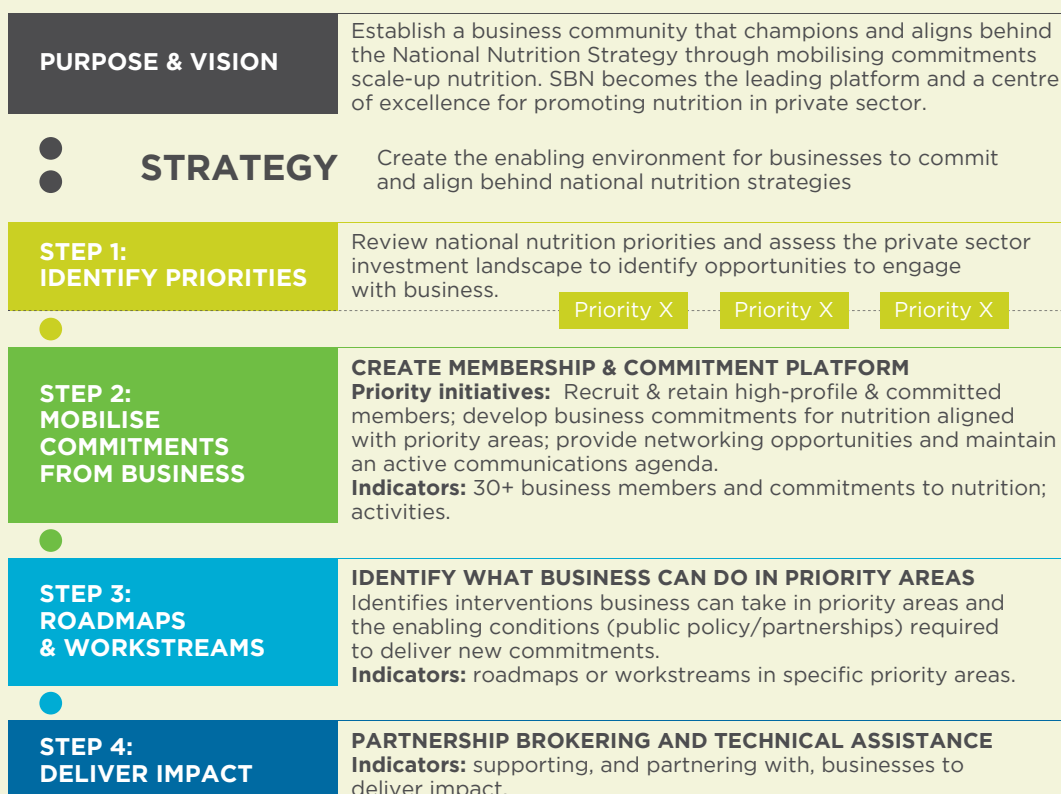 PURPOSE & VISION
Establish a business community that champions and aligns behind
the National Nutrition Strategy through mobilising commitments
scale-up nutrition. SBN becomes the leading platform and a centre
of excellence for promoting nutrition in private sector.
STRATEGY
Create the enabling environment for businesses to commit
and align behind national nutrition strategies
STEP 1:
IDENTIFY PRIORITIES
Review national nutrition priorities and assess the private sector
investment landscape to identify opportunities to engage
with business.
Priority X
Priority X
Priority X
STEP 2:
MOBILISE
COMMITMENTS
FROM BUSINESS
CREATE MEMBERSHIP & COMMITMENT PLATFORM
Priority initiatives: Recruit & retain high-profile & committed
members; develop business commitments for nutrition aligned
with priority areas; provide networking opportunities and maintain
an active communications agenda.
Indicators: 30+ business members and commitments to nutrition;
activities.
STEP 3:
ROADMAPS
& WORKSTREAMS
IDENTIFY WHAT BUSINESS CAN DO IN PRIORITY AREAS
Identifies interventions business can take in priority areas and
the enabling conditions (public policy/partnerships) required
to deliver new commitments.
Indicators: roadmaps or workstreams in specific priority areas.
STEP 4:
DELIVER IMPACT
PARTNERSHIP BROKERING AND TECHNICAL ASSISTANCE
Indicators: supporting, and partnering with, businesses to
deliver impact.